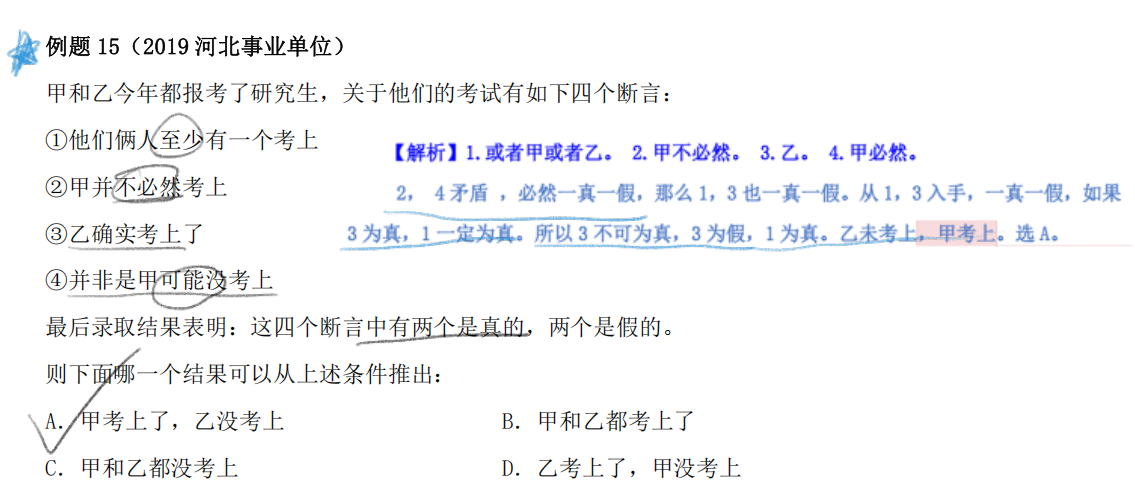 例题 15（2019 河北事业单位）
甲和乙今年都报考了研究生，关于他们的考试有如下四个断言：
①他们俩人至少有一个考上
②甲并不必然考上
③乙确实考上了
④并非是甲可能没考上
【解析】1.或者甲或者乙。 2.甲不必然。 3.乙。 4.甲必然。
2， 4矛盾 ，必然一真一假，那么1，3也一真一假。从1，3入手，一真一假，如果
3为真，1一定为真。所以3不可为真，3为假，1为真。乙未考上，甲考上。选A。
最后录取结果表明：这四个断言中有两个是真的，两个是假的。
则下面哪一个结果可以从上述条件推出：
A．甲考上了，乙没考上
B．甲和乙都考上了
C．甲和乙都没考上
D．乙考上了，甲没考上